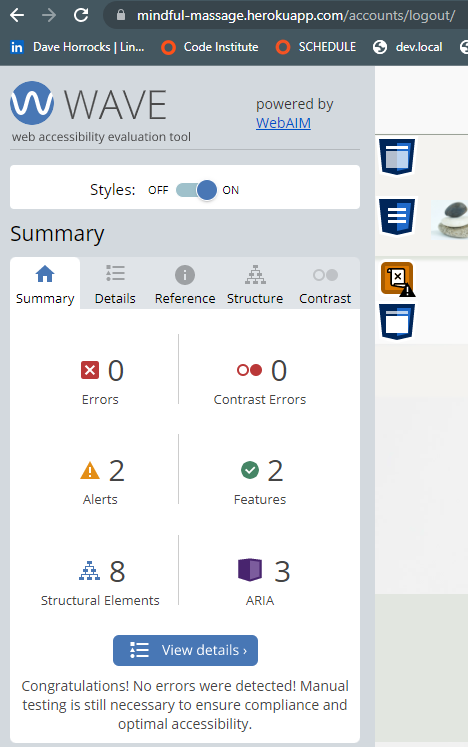 mindful-massage.herokuapp.com/accounts/logout/
in Dave Horrocks | Lin... Code Institute SCHEDULE dev.local
WAVE
web accessibility evaluation tool
powered by
WebAIM
Styles: OFF ON
Summary
Summary Details Reference Structure Contrast
0 0
Errors Contrast Errors
2 2
Alerts Features
8 3
Structural Elements ARIA
View details ›
Congratulations! No errors were detected! Manual
testing is still necessary to ensure compliance and
optimal accessibility.